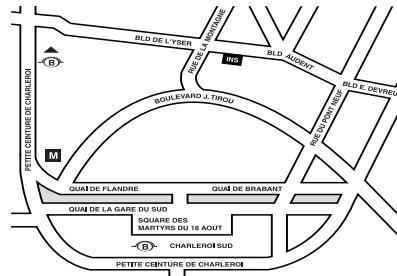 BLD DE L'YSER
RUE DE LA MONTAGNE
INS
BLD AUDENT
BLD E. DEVREU
B
PETITE CEINTURE DE CHARLEROI
BOULEVARD J. TIROU
RUE DU PONT NEUF
M
QUAI DE FLANDRE
QUAI DE BRABANT
QUAI DE LA GARE DU SUD
SQUARE DES
MARTYRS DU 18 AOUT
B
CHARLEROI SUD
PETITE CEINTURE DE CHARLEROI